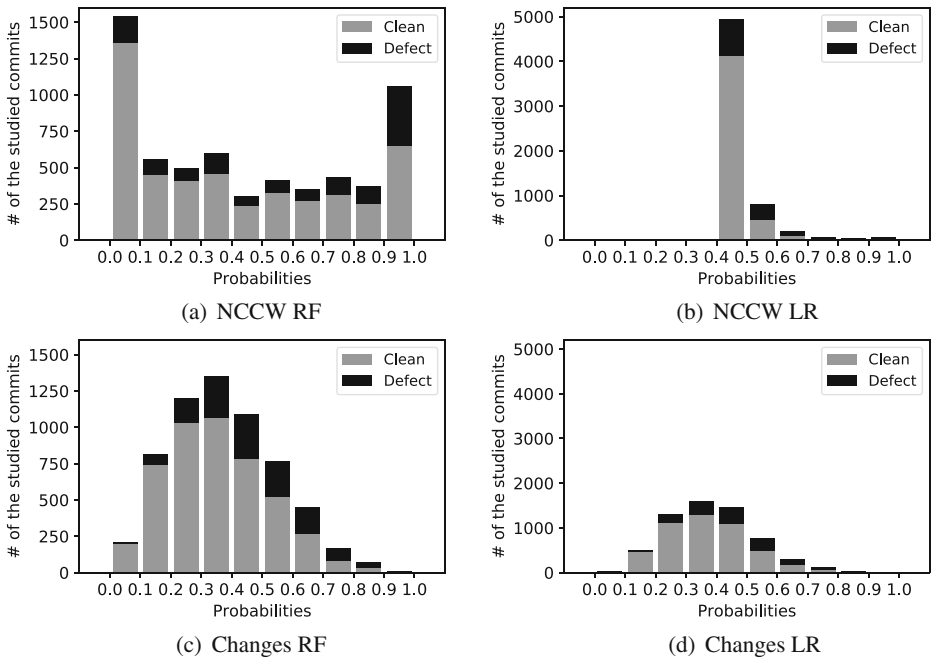 # of the studied commits
1500
1250
1000
750
500
250
0
Clean
Defect
0.0 0.1 0.2 0.3 0.4 0.5 0.6 0.7 0.8 0.9 1.0
Probabilities
(a) NCCW RF
# of the studied commits
5000
4000
3000
2000
1000
0
Clean
Defect
0.0 0.1 0.2 0.3 0.4 0.5 0.6 0.7 0.8 0.9 1.0
Probabilities
(b) NCCW LR
# of the studied commits
1500
1250
1000
750
500
250
0
Clean
Defect
0.0 0.1 0.2 0.3 0.4 0.5 0.6 0.7 0.8 0.9 1.0
Probabilities
(c) Changes RF
# of the studied commits
5000
4000
3000
2000
1000
0
Clean
Defect
0.0 0.1 0.2 0.3 0.4 0.5 0.6 0.7 0.8 0.9 1.0
Probabilities
(d) Changes LR